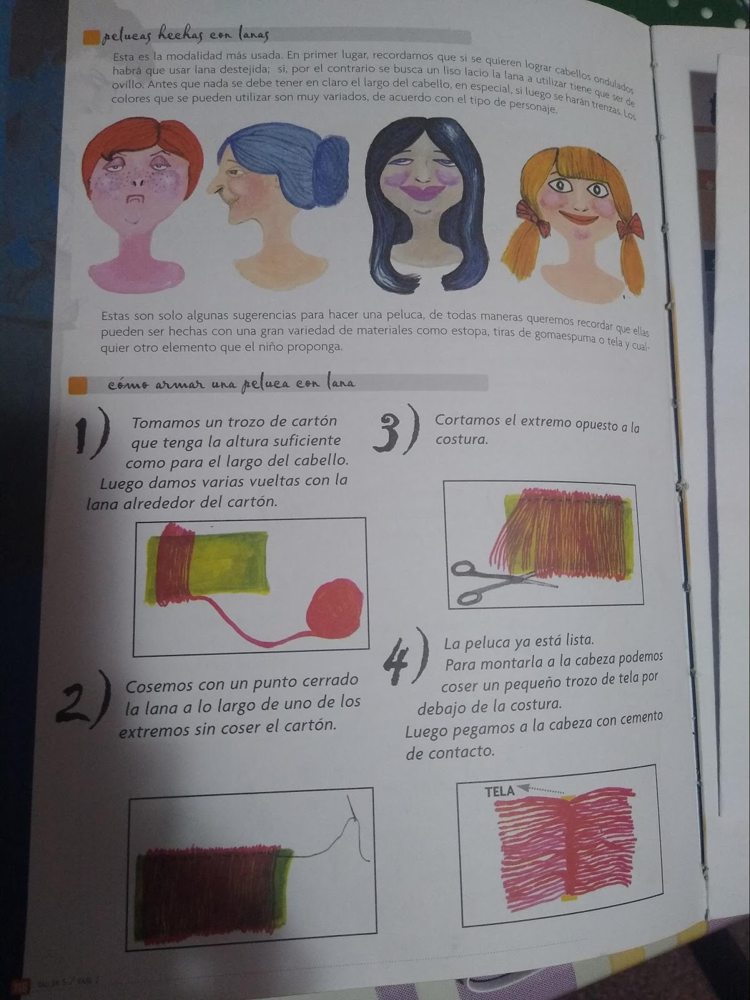 pelucas hechas con lanas
Esta es la modalidad más usada. En primer lugar, recordamos que si se quieren lograr cabellos ondulados
habrá que usar lana destejida; si, por el contrario se busca un liso lacio la lana a utilizar tiene que ser de
ovillo. Antes que nada se debe tener en claro el largo del cabello, en especial, si luego se harán trenzas. Los
colores que se pueden utilizar son muy variados, de acuerdo con el tipo de personaje.
Estas son solo algunas sugerencias para hacer una peluca, de todas maneras queremos recordar que ellas
pueden ser hechas con una gran variedad de materiales como estopa, tiras de gomaespuma o tela y cual-
quier otro elemento que el niño proponga.
cómo armar una peluca con lana
1) Tomamos un trozo de cartón
que tenga la altura suficiente
como para el largo del cabello.
Luego damos varias vueltas con la
lana alrededor del cartón.
2) Cosemos con un punto cerrado
la lana a lo largo de uno de los
extremos sin coser el cartón.
3) Cortamos el extremo opuesto a la
costura.
4) La peluca ya está lista.
Para montarla a la cabeza podemos
coser un pequeño trozo de tela por
debajo de la costura.
Luego pegamos a la cabeza con cemento
de contacto.
TELA
118 TALLER 5 / FASE 2